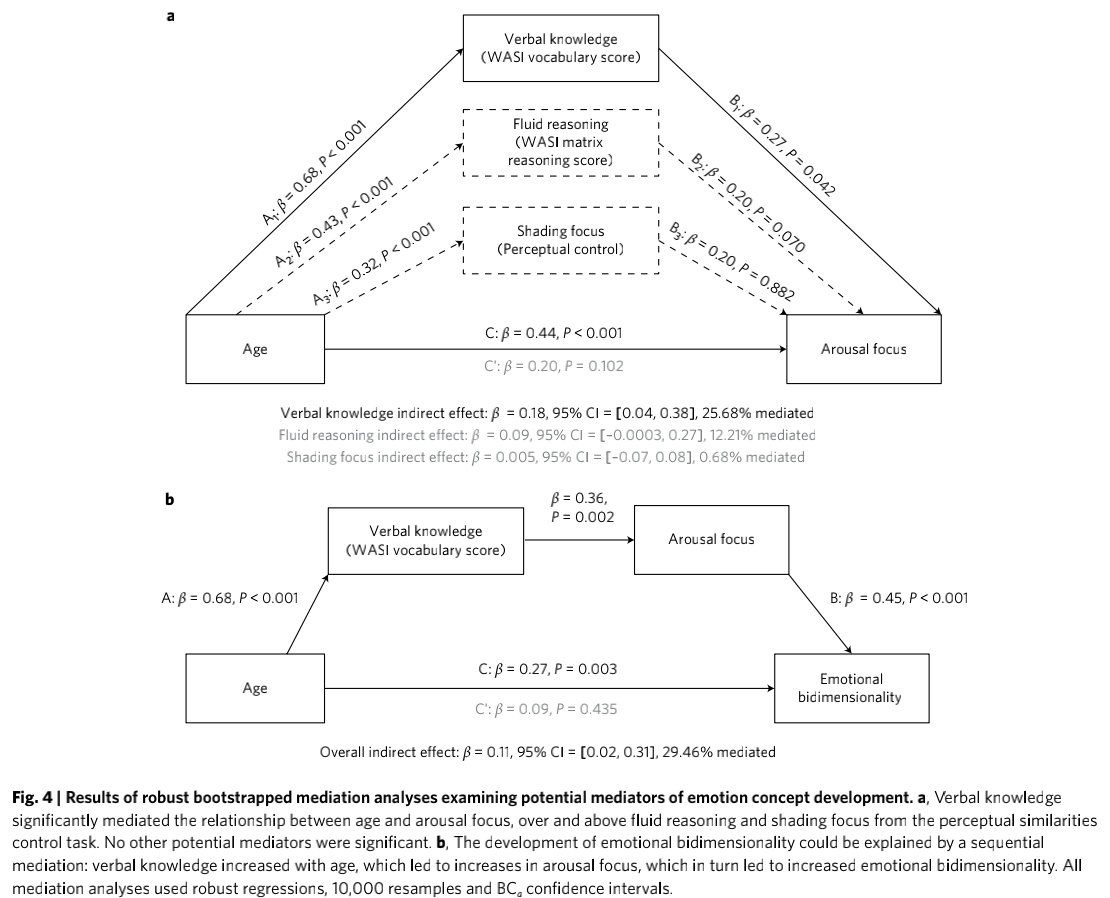 a
Verbal knowledge
(WASI vocabulary score)
Fluid reasoning
(WASI matrix
reasoning score)
Shading focus
(Perceptual control)
A₁: β = 0.68, P < 0.001
A₂: β = 0.43, P < 0.001
A₃: β = 0.32, P < 0.001
B₁: β = 0.27, P = 0.042
B₂: β = 0.20, P = 0.070
B₃: β = 0.20, P = 0.882
Age
C: β = 0.44, P < 0.001
C': β = 0.20, P = 0.102
Arousal focus
Verbal knowledge indirect effect: β = 0.18, 95% CI = [0.04, 0.38], 25.68% mediated
Fluid reasoning indirect effect: β = 0.09, 95% CI = [–0.0003, 0.27], 12.21% mediated
Shading focus indirect effect: β = 0.005, 95% CI = [–0.07, 0.08], 0.68% mediated
b
Verbal knowledge
(WASI vocabulary score)
β = 0.36,
P = 0.002
Arousal focus
A: β = 0.68, P < 0.001
B: β = 0.45, P < 0.001
Age
C: β = 0.27, P = 0.003
C': β = 0.09, P = 0.435
Emotional
bidimensionality
Overall indirect effect: β = 0.11, 95% CI = [0.02, 0.31], 29.46% mediated
Fig. 4 | Results of robust bootstrapped mediation analyses examining potential mediators of emotion concept development. a, Verbal knowledge
significantly mediated the relationship between age and arousal focus, over and above fluid reasoning and shading focus from the perceptual similarities
control task. No other potential mediators were significant. b, The development of emotional bidimensionality could be explained by a sequential
mediation: verbal knowledge increased with age, which led to increases in arousal focus, which in turn led to increased emotional bidimensionality. All
mediation analyses used robust regressions, 10,000 resamples and BCₐ confidence intervals.